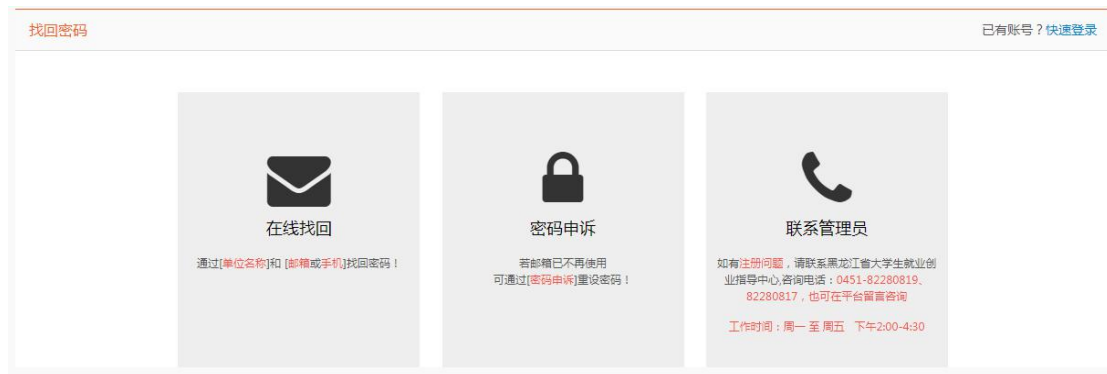 找回密码
已有账号？快速登录
在线找回
通过[单位名称]和 [邮箱或手机]找回密码！
密码申诉
若邮箱已不再使用
可通过[密码申诉]重设密码！
联系管理员
如有注册问题，请联系黑龙江省大学生就业创
业指导中心,咨询电话：0451-82280819、
82280817，也可在平台留言咨询
工作时间：周一 至 周五 下午2:00-4:30